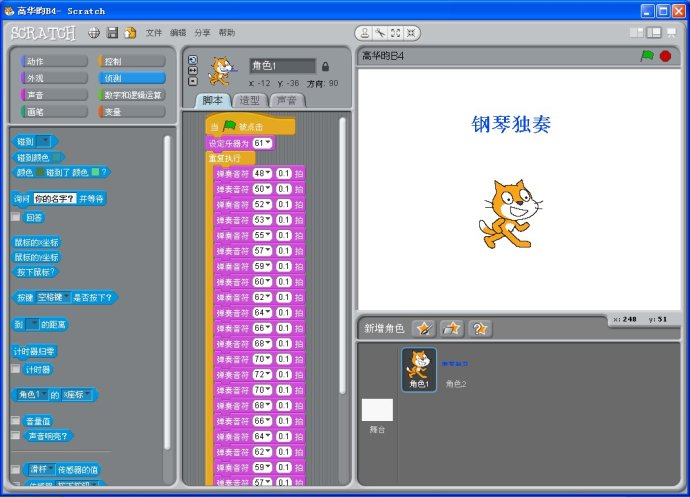 高华昀B4- Scratch
SCRATCH
文件 编辑 分享 帮助
动作 控制
外观 侦测
声音 数字和逻辑运算
画笔 变量
碰到
碰到颜色
颜色 碰到了 颜色 ?
询问 你的名字? 并等待
回答
鼠标的x坐标
鼠标的y坐标
按下鼠标?
按键 空格键 是否按下?
到 的距离
计时器归零
计时器
角色1 的 x座标
音量值
声音响亮?
滑杆 传感器的值
传感器 按下按钮
角色1
x: -12 y: -36 方向: 90
脚本 造型 声音
当 被点击
设定乐器为 61
重复执行
弹奏音符 48 0.1 拍
弹奏音符 50 0.1 拍
弹奏音符 52 0.1 拍
弹奏音符 53 0.1 拍
弹奏音符 55 0.1 拍
弹奏音符 57 0.1 拍
弹奏音符 59 0.1 拍
弹奏音符 60 0.1 拍
弹奏音符 62 0.1 拍
弹奏音符 64 0.1 拍
弹奏音符 66 0.1 拍
弹奏音符 68 0.1 拍
弹奏音符 70 0.1 拍
弹奏音符 72 0.1 拍
弹奏音符 70 0.1 拍
弹奏音符 68 0.1 拍
弹奏音符 66 0.1 拍
弹奏音符 64 0.1 拍
弹奏音符 62 0.1 拍
弹奏音符 59 0.1 拍
弹奏音符 57 0.1 拍
高华昀B4
钢琴独奏
x: 240 y: 51
新增角色
角色1
钢琴独奏
角色2
舞台